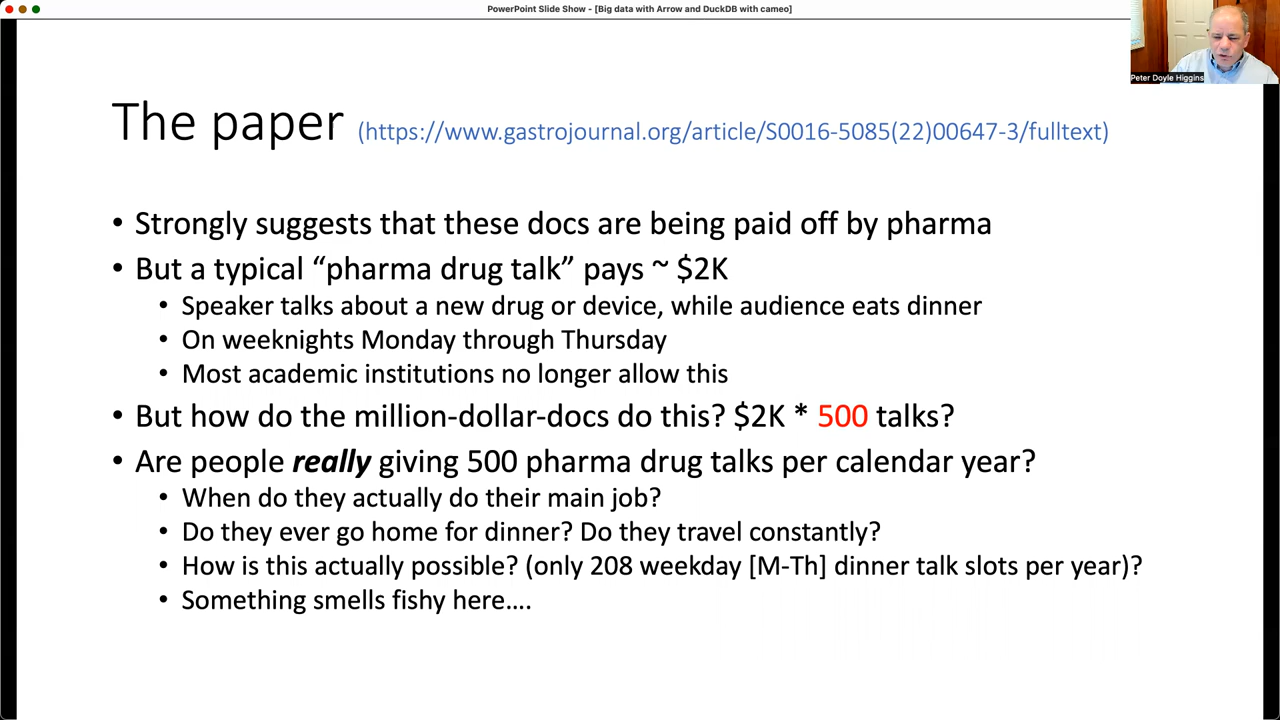 PowerPoint Slide Show - [Big data with Arrow and DuckDB with cameo]
Peter Doyle Higgins
The paper (https://www.gastrojournal.org/article/S0016-5085(22)00647-3/fulltext)
• Strongly suggests that these docs are being paid off by pharma
• But a typical “pharma drug talk” pays ~ $2K
• Speaker talks about a new drug or device, while audience eats dinner
• On weeknights Monday through Thursday
• Most academic institutions no longer allow this
• But how do the million-dollar-docs do this? $2K * 500 talks?
• Are people really giving 500 pharma drug talks per calendar year?
• When do they actually do their main job?
• Do they ever go home for dinner? Do they travel constantly?
• How is this actually possible? (only 208 weekday [M-Th] dinner talk slots per year)?
• Something smells fishy here….